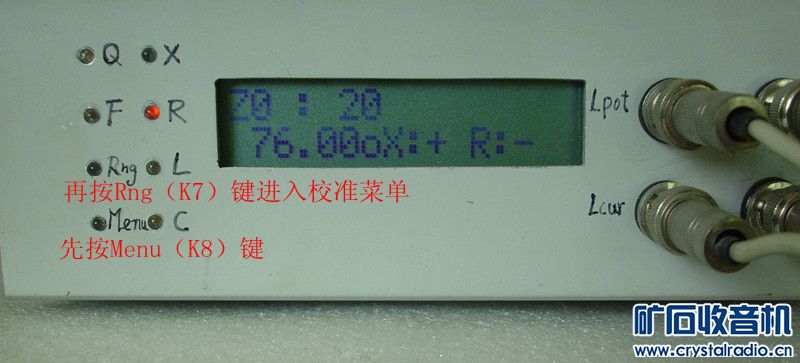 Q X
F R
Rng L
Menu C
Z0 : 20
76.00oX:+ R:-
Lpot
Lcur
再按Rng（K7）键进入校准菜单
先按Menu（K8）键
矿石收音机
www.crystalradio.cn